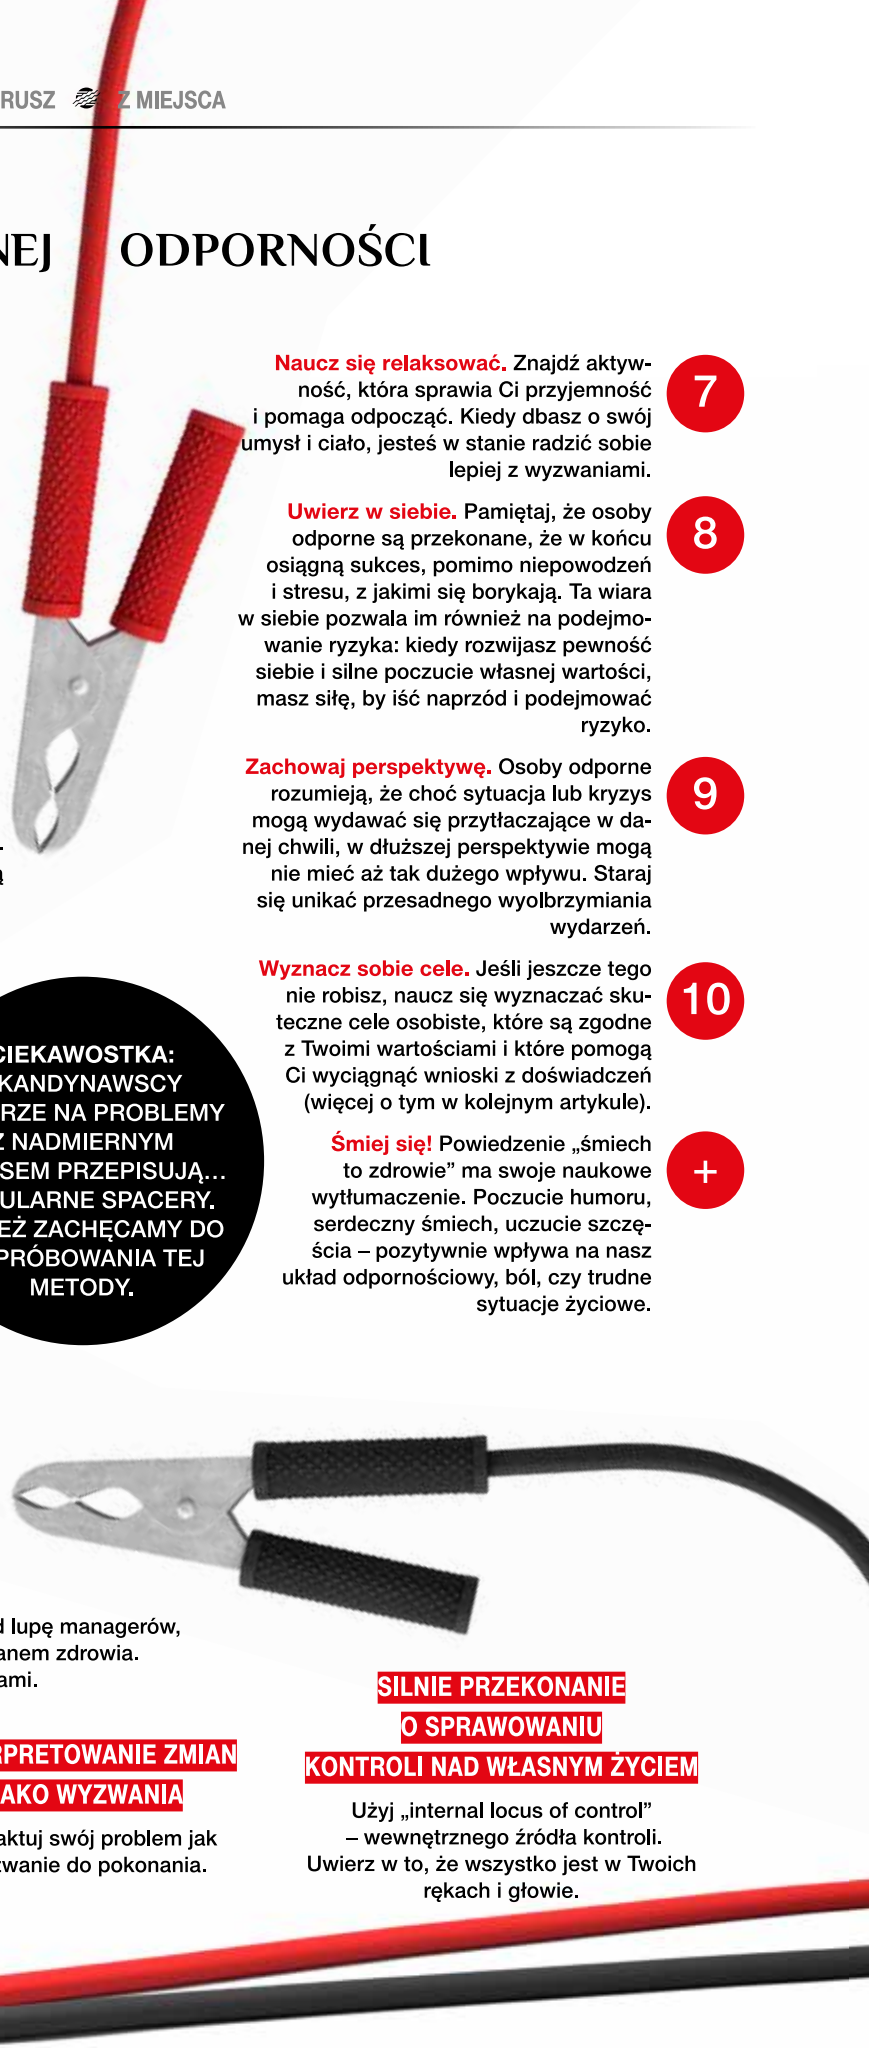 RUSZ Z MIEJSCA
NEJ ODPORNOŚCI
Naucz się relaksować. Znajdź aktyw-
ność, która sprawia Ci przyjemność
i pomaga odpocząć. Kiedy dbasz o swój
umysł i ciało, jesteś w stanie radzić sobie
lepiej z wyzwaniami.
7
Uwierz w siebie. Pamiętaj, że osoby
odporne są przekonane, że w końcu
osiągną sukces, pomimo niepowodzeń
i stresu, z jakimi się borykają. Ta wiara
w siebie pozwala im również na podejmo-
wanie ryzyka: kiedy rozwijasz pewność
siebie i silne poczucie własnej wartości,
masz siłę, by iść naprzód i podejmować
ryzyko.
8
Zachowaj perspektywę. Osoby odporne
rozumieją, że choć sytuacja lub kryzys
mogą wydawać się przytłaczające w da-
nej chwili, w dłuższej perspektywie mogą
nie mieć aż tak dużego wpływu. Staraj
się unikać przesadnego wyolbrzymiania
wydarzeń.
9
Wyznacz sobie cele. Jeśli jeszcze tego
nie robisz, naucz się wyznaczać sku-
teczne cele osobiste, które są zgodne
z Twoimi wartościami i które pomogą
Ci wyciągnąć wnioski z doświadczeń
(więcej o tym w kolejnym artykule).
10
Śmiej się! Powiedzenie „śmiech
to zdrowie” ma swoje naukowe
wytłumaczenie. Poczucie humoru,
serdeczny śmiech, uczucie szczę-
ścia – pozytywnie wpływa na nasz
układ odpornościowy, ból, czy trudne
sytuacje życiowe.
+
CIEKAWOSTKA:
KANDYNAWSCY
RZE NA PROBLEMY
Z NADMIERNYM
SEM PRZEPISUJĄ...
ULARNE SPACERY.
EŻ ZACHĘCAMY DO
PRÓBOWANIA TEJ
METODY.
d lupę managerów,
anem zdrowia.
ami.
RPRETOWANIE ZMIAN
AKO WYZWANIA
aktuj swój problem jak
zwanie do pokonania.
SILNIE PRZEKONANIE
O SPRAWOWANIU
KONTROLI NAD WŁASNYM ŻYCIEM
Użyj „internal locus of control”
– wewnętrznego źródła kontroli.
Uwierz w to, że wszystko jest w Twoich
rękach i głowie.